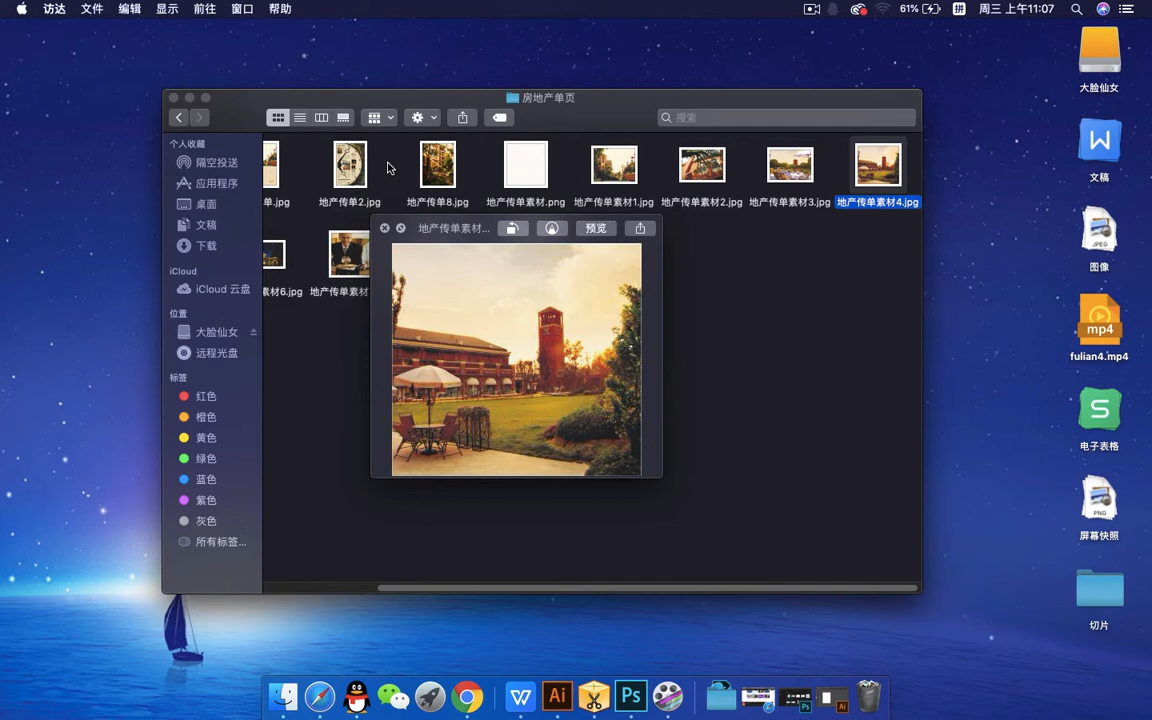 访达 文件 编辑 显示 前往 窗口 帮助
61% 拼 周三 上午11:07
房地产单页
搜索
个人收藏
隔空投送
应用程序
桌面
文稿
下载
iCloud
iCloud 云盘
位置
大脸仙女
远程光盘
标签
红色
橙色
黄色
绿色
蓝色
紫色
灰色
所有标签...
单.jpg 地产传单2.jpg 地产传单8.jpg 地产传单素材.png 地产传单素材1.jpg 地产传单素材2.jpg 地产传单素材3.jpg 地产传单素材4.jpg
素材6.jpg 地产传单素材
地产传单素材... 预览
大脸仙女
W
文稿
JPEG
图像
mp4
fulian4.mp4
S
电子表格
PNG
屏幕快照
切片
W Ai Ps
Ps Ai